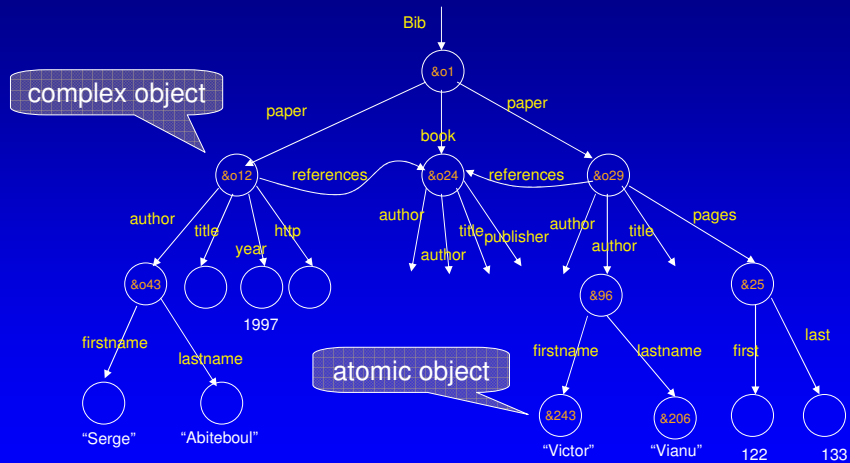 Bib
&o1
complex object
paper
book
paper
&o12
references
&o24
references
&o29
author
title
year
http
author
author
title
publisher
author
author
title
pages
&o43
1997
&96
&25
firstname
lastname
atomic object
firstname
lastname
first
last
&243
&206
“Serge”
“Abiteboul”
“Victor”
“Vianu”
122
133